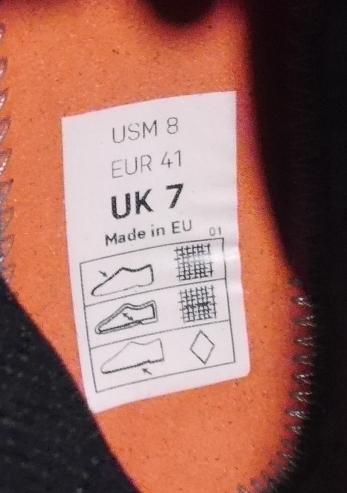 USM 8
EUR 41
UK 7
Made in EU 01